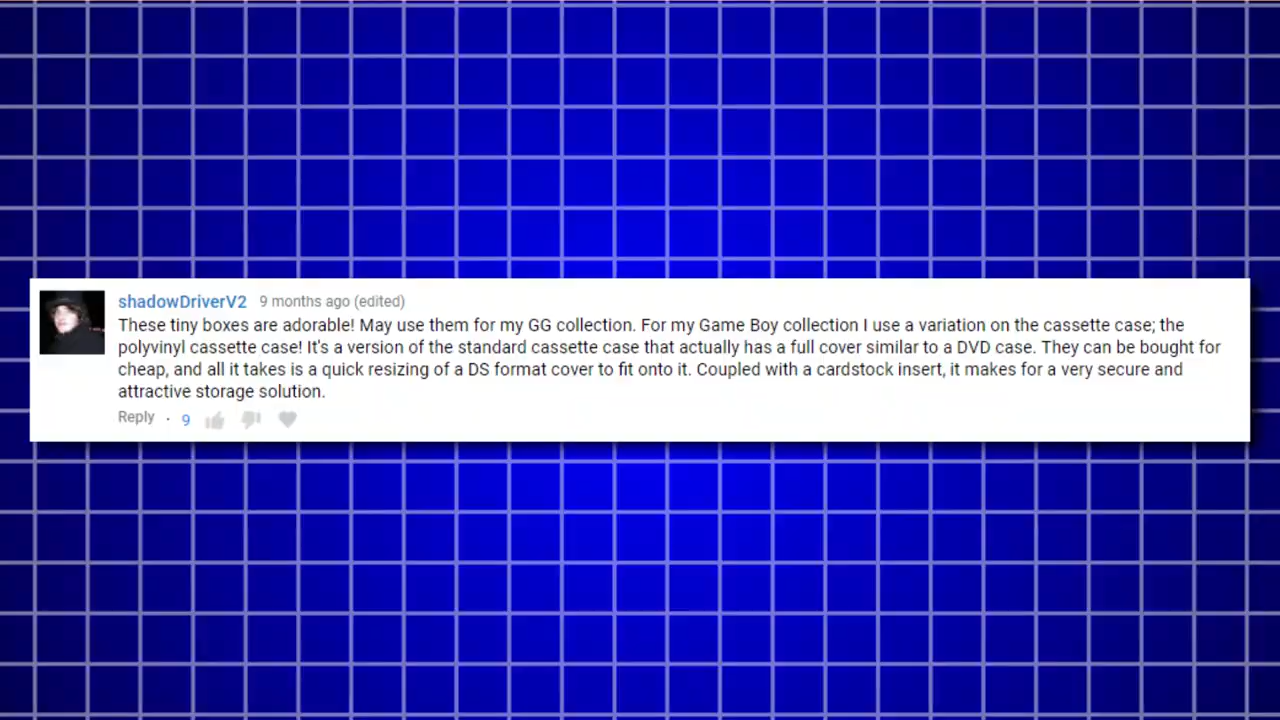 shadowDriverV2 9 months ago (edited)
These tiny boxes are adorable! May use them for my GG collection. For my Game Boy collection I use a variation on the cassette case; the
polyvinyl cassette case! It's a version of the standard cassette case that actually has a full cover similar to a DVD case. They can be bought for
cheap, and all it takes is a quick resizing of a DS format cover to fit onto it. Coupled with a cardstock insert, it makes for a very secure and
attractive storage solution.
Reply · 9